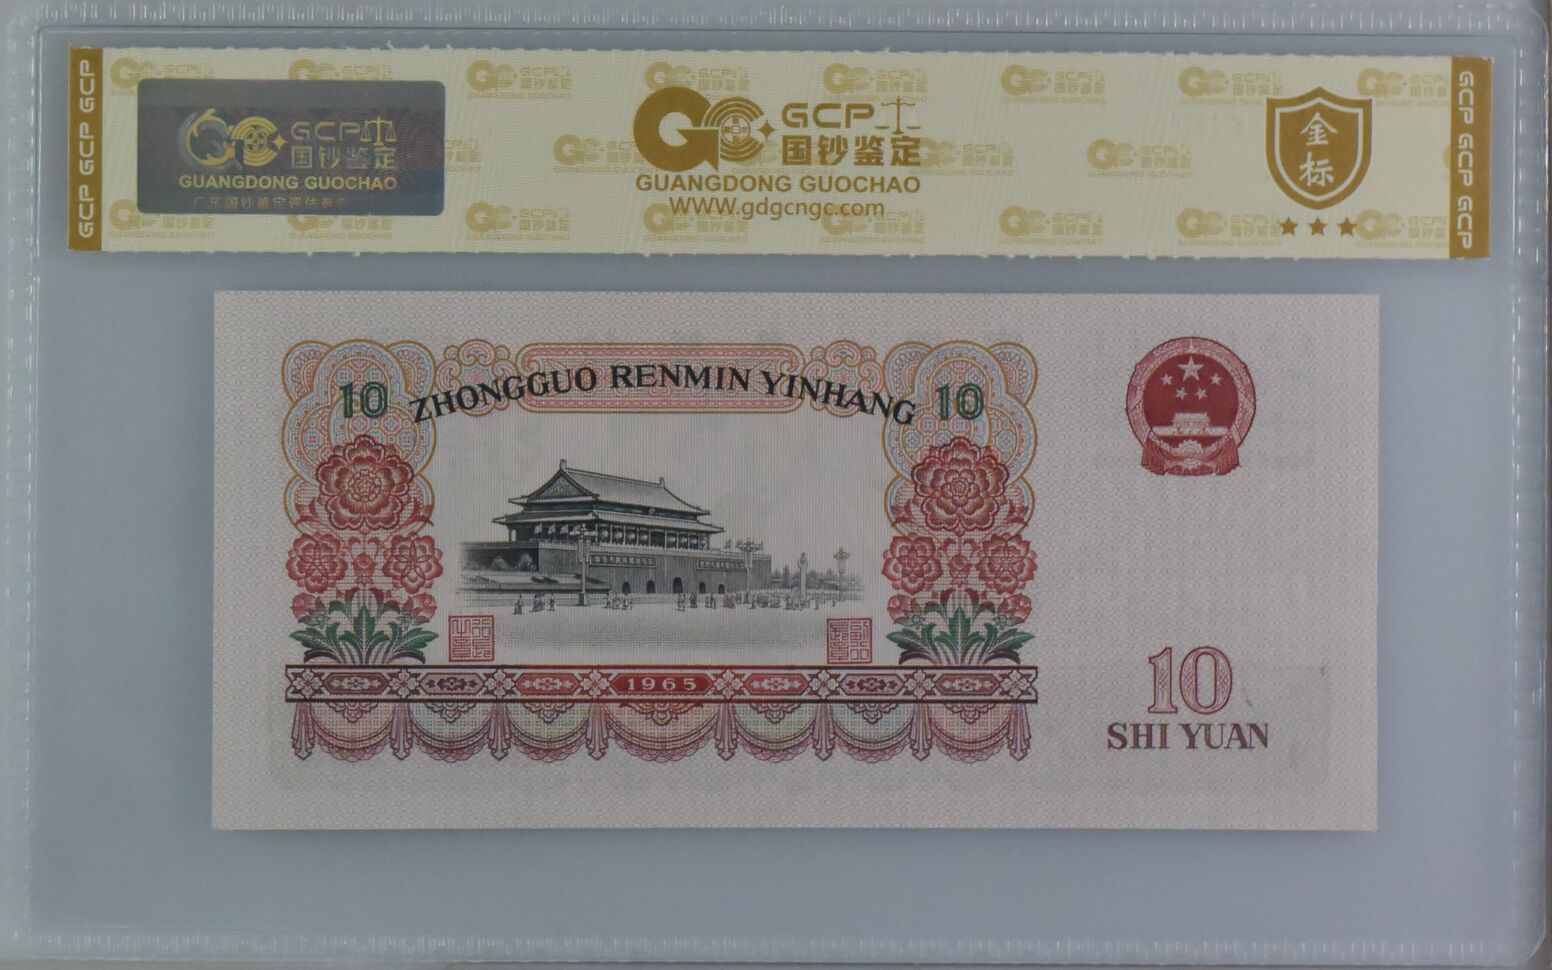 GCP GCP GCP
GCP
国钞鉴定
GUANGDONG GUOCHAO
GCP
国钞鉴定
GUANGDONG GUOCHAO
WWW.gdgcngc.com
金标
GCP GCP GCP
10 ZHONGGUO RENMIN YINHANG 10
1965
10
SHI YUAN